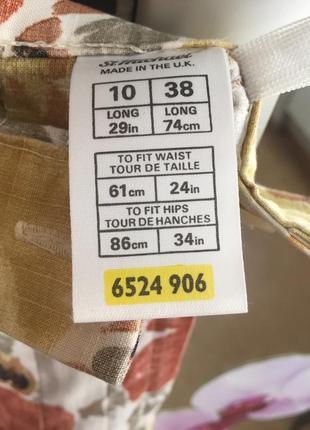 St Michael
MADE IN THE U.K.
10 38
LONG LONG
29in 74cm
TO FIT WAIST
TOUR DE TAILLE
61cm 24in
TO FIT HIPS
TOUR DE HANCHES
86cm 34in
6524 906